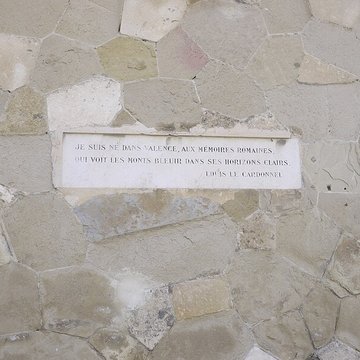 JE SUIS NÉ DANS VALENCE, AUX MÉMOIRES ROMAINES,
QUI VOIT LES MONTS BLEUIR DANS SES HORIZONS CLAIRS.
LOUIS LE CARDONNEL